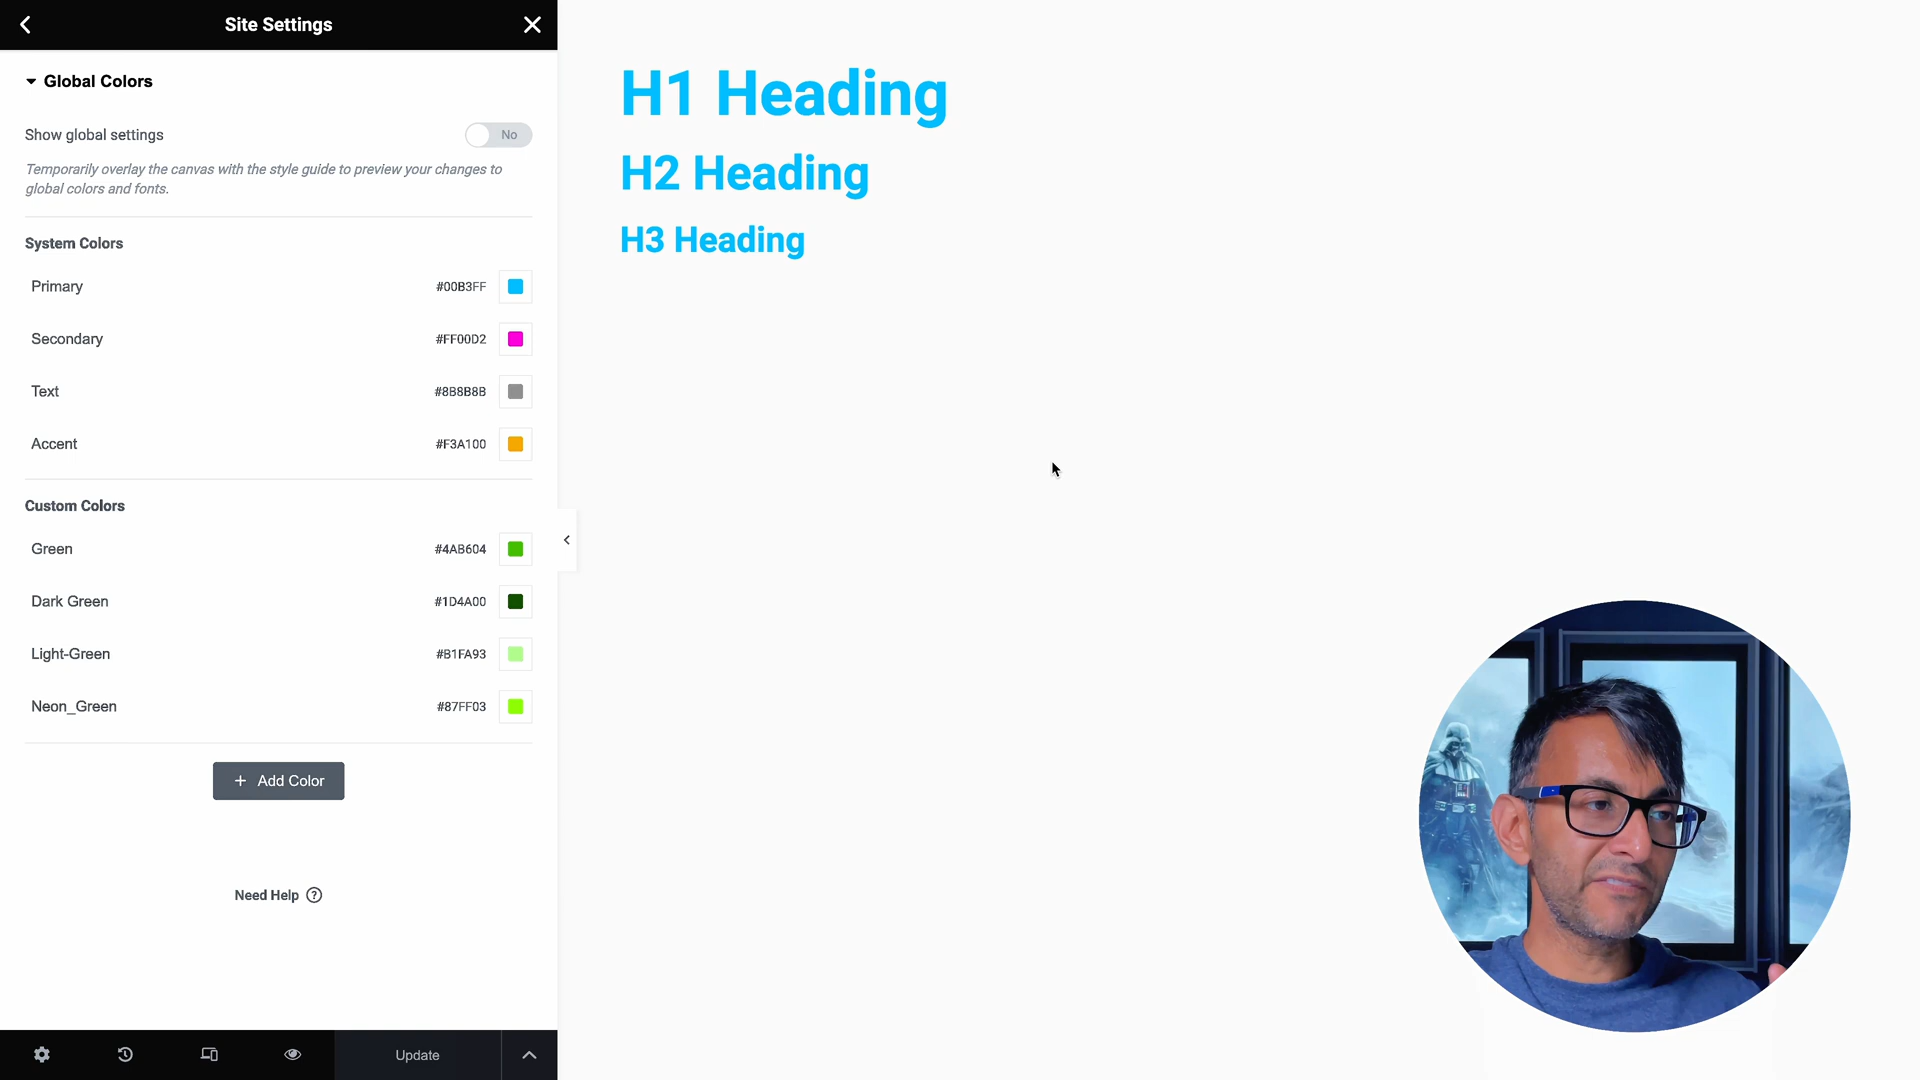 Site Settings
Global Colors
Show global settings
No
Temporarily overlay the canvas with the style guide to preview your changes to
global colors and fonts.
System Colors
Primary #00B3FF
Secondary #FF00D2
Text #8B8B8B
Accent #F3A100
Custom Colors
Green #4AB604
Dark Green #1D4A00
Light-Green #B1FA93
Neon_Green #87FF03
+ Add Color
Need Help ?
Update
H1 Heading
H2 Heading
H3 Heading